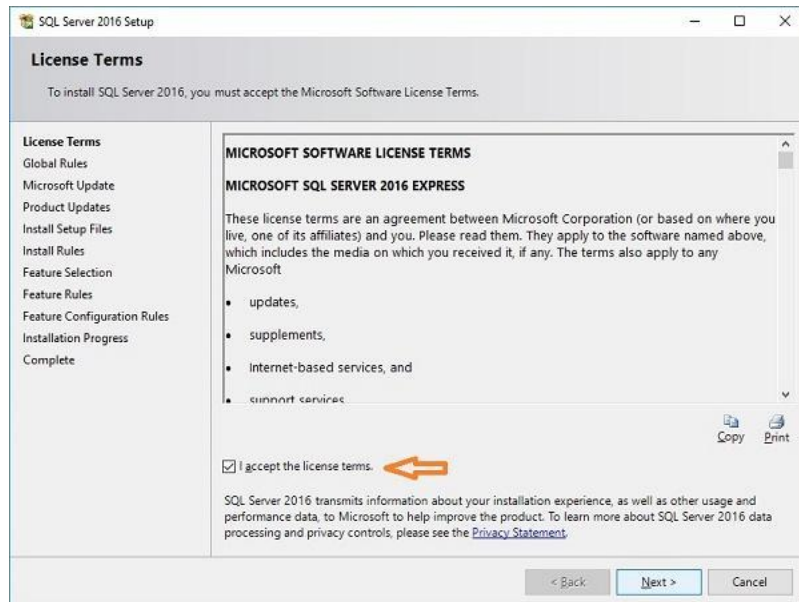 SQL Server 2016 Setup
License Terms
To install SQL Server 2016, you must accept the Microsoft Software License Terms.
License Terms
Global Rules
Microsoft Update
Product Updates
Install Setup Files
Install Rules
Feature Selection
Feature Rules
Feature Configuration Rules
Installation Progress
Complete
MICROSOFT SOFTWARE LICENSE TERMS
MICROSOFT SQL SERVER 2016 EXPRESS
These license terms are an agreement between Microsoft Corporation (or based on where you
live, one of its affiliates) and you. Please read them. They apply to the software named above,
which includes the media on which you received it, if any. The terms also apply to any
Microsoft
• updates,
• supplements,
• Internet-based services, and
• support services
Copy Print
I accept the license terms.
SQL Server 2016 transmits information about your installation experience, as well as other usage and
performance data, to Microsoft to help improve the product. To learn more about SQL Server 2016 data
processing and privacy controls, please see the Privacy Statement.
< Back Next > Cancel